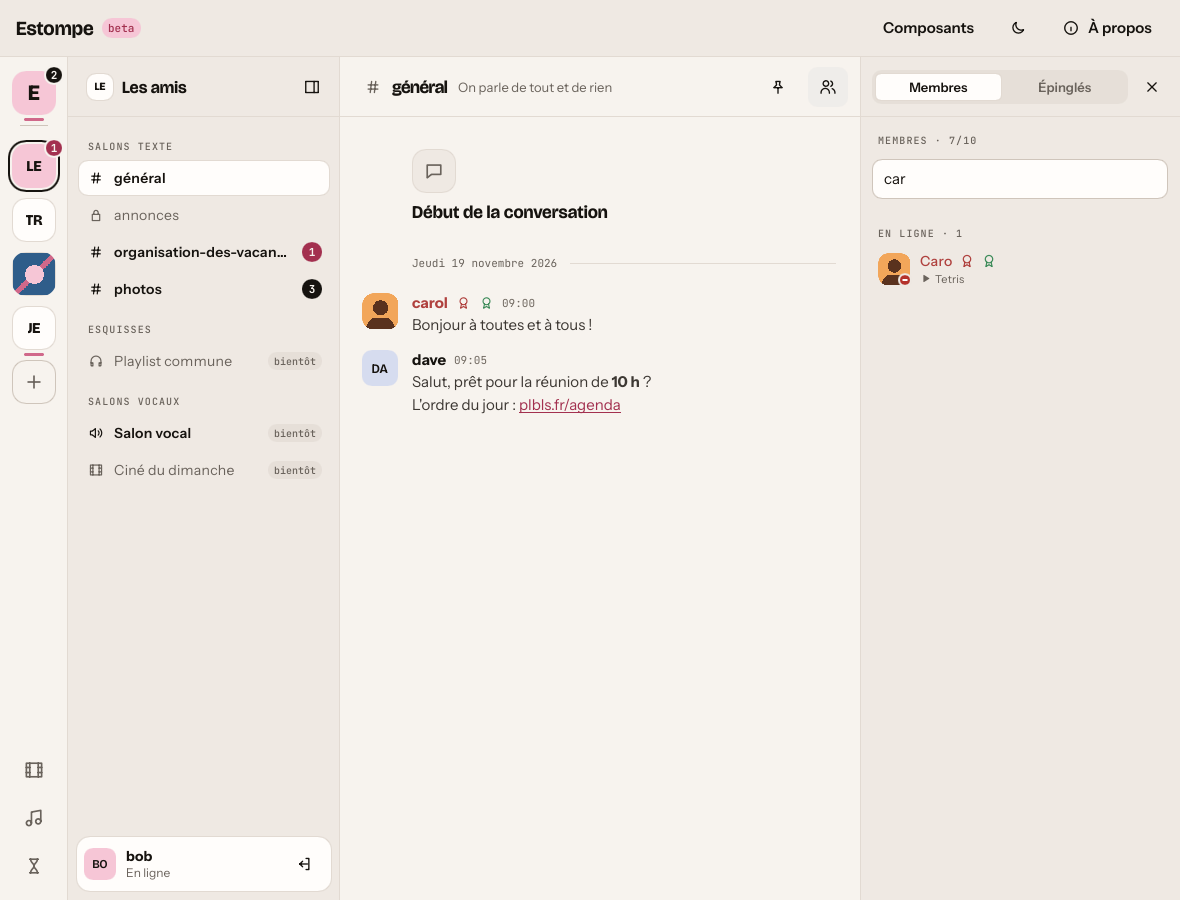 Estompe beta
Composants
À propos
E 2
LE 1
TR
JE
LE Les amis
SALONS TEXTE
# général
annonces
# organisation-des-vacan... 1
# photos 3
ESQUISSES
Playlist commune bientôt
SALONS VOCAUX
Salon vocal bientôt
Ciné du dimanche bientôt
BO bob
En ligne
# général On parle de tout et de rien
Début de la conversation
Jeudi 19 novembre 2026
carol 09:00
Bonjour à toutes et à tous !
DA dave 09:05
Salut, prêt pour la réunion de 10 h ?
L'ordre du jour : plbls.fr/agenda
Membres Épinglés
MEMBRES · 7/10
car
EN LIGNE · 1
Caro
Tetris